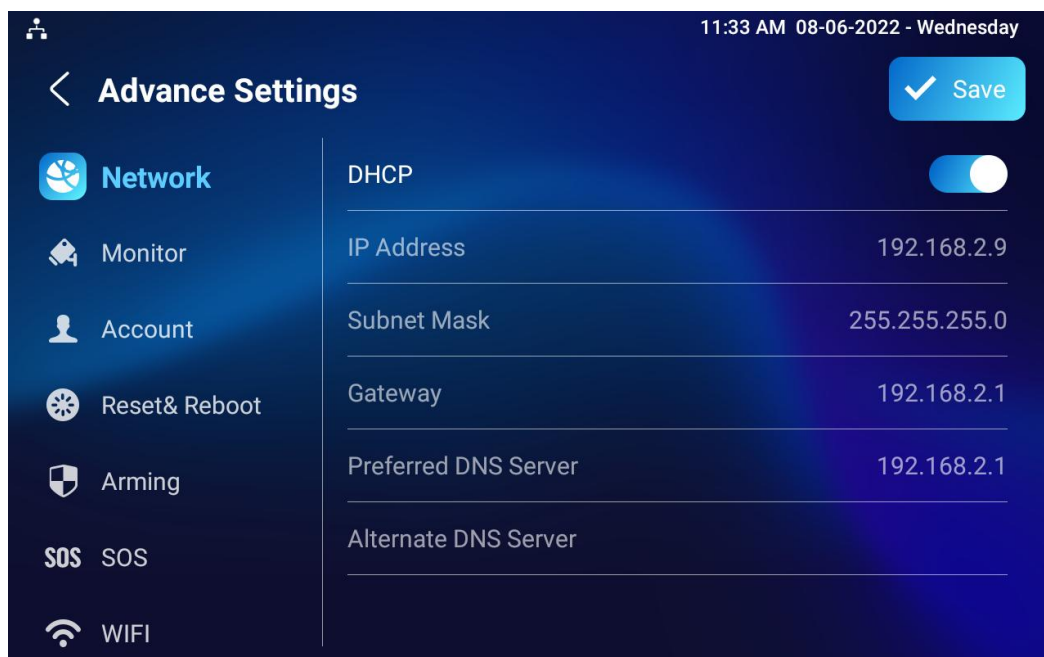 11:33 AM 08-06-2022 - Wednesday
Advance Settings
Save
Network
DHCP
Monitor
IP Address 192.168.2.9
Account
Subnet Mask 255.255.255.0
Reset& Reboot
Gateway 192.168.2.1
Arming
Preferred DNS Server 192.168.2.1
SOS SOS
Alternate DNS Server
WIFI